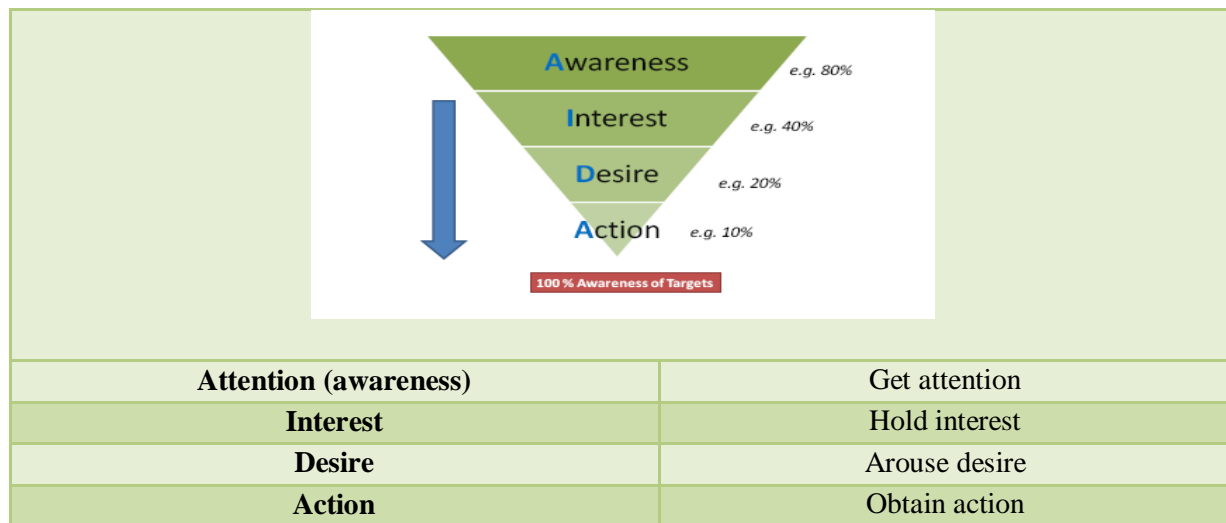 Awareness
e.g. 80%
Interest
e.g. 40%
Desire
e.g. 20%
Action
e.g. 10%
100 % Awareness of Targets
Attention (awareness) Get attention
Interest Hold interest
Desire Arouse desire
Action Obtain action